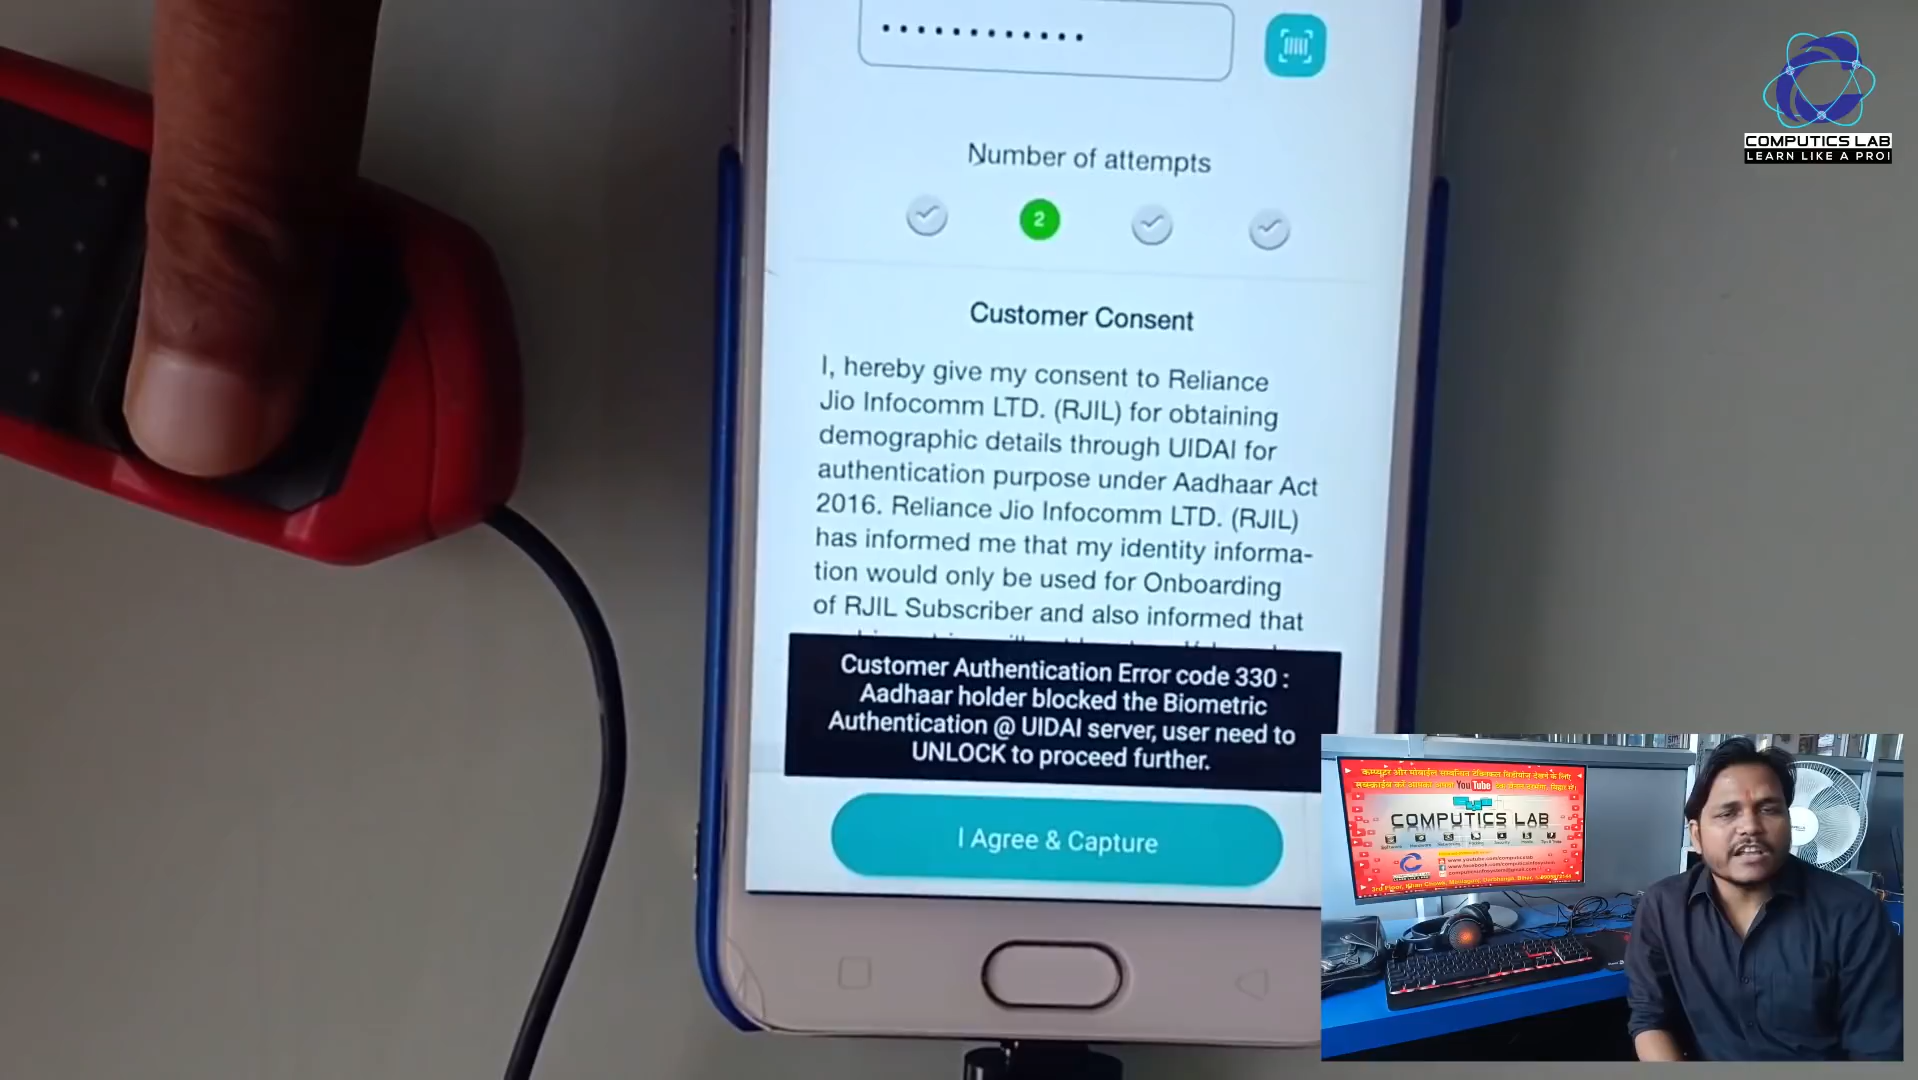 COMPUTICS LAB
LEARN LIKE A PRO!
Number of attempts
2
Customer Consent
I, hereby give my consent to Reliance
Jio Infocomm LTD. (RJIL) for obtaining
demographic details through UIDAI for
authentication purpose under Aadhaar Act
2016. Reliance Jio Infocomm LTD. (RJIL)
has informed me that my identity informa-
tion would only be used for Onboarding
of RJIL Subscriber and also informed that
Customer Authentication Error code 330 :
Aadhaar holder blocked the Biometric
Authentication @ UIDAI server, user need to
UNLOCK to proceed further.
I Agree & Capture
You Tube
COMPUTICS LAB